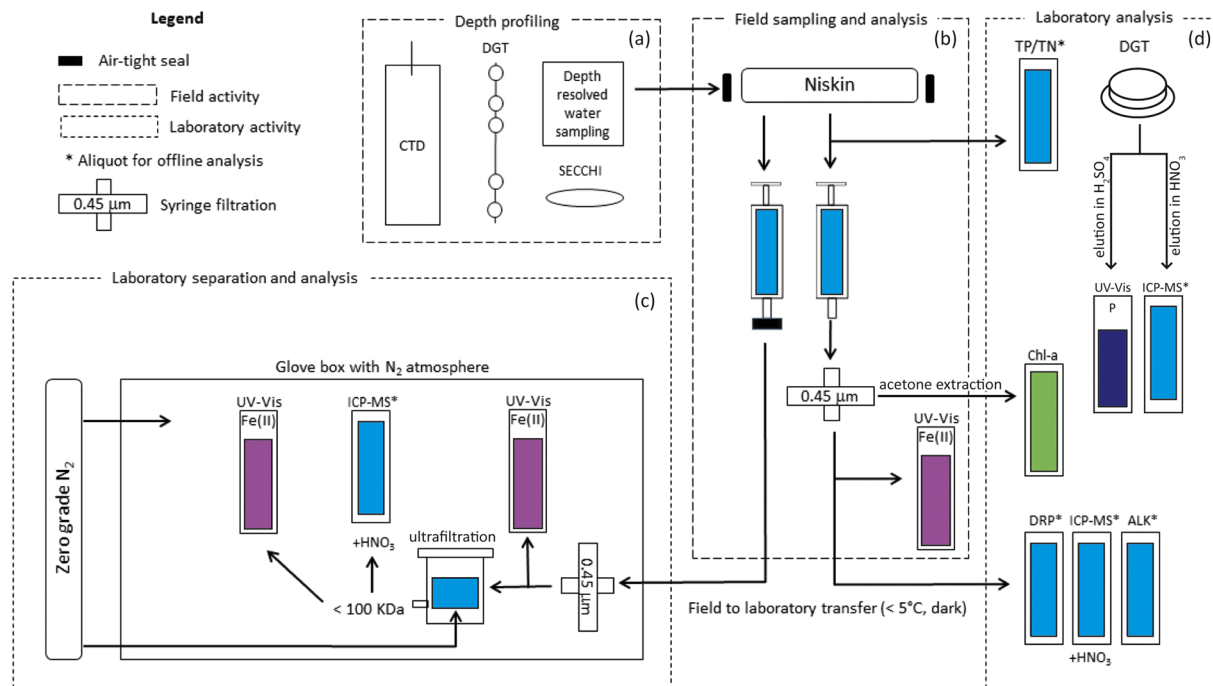 Legend
Air-tight seal
Field activity
Laboratory activity
* Aliquot for offline analysis
0.45 µm
Syringe filtration
Depth profiling
(a)
CTD
DGT
Depth
resolved
water
sampling
SECCHI
Field sampling and analysis
(b)
Niskin
0.45 µm
acetone extraction
UV-Vis
Fe(II)
Laboratory analysis
(d)
TP/TN*
DGT
elution in H₂SO₄
elution in HNO₃
UV-Vis
P
ICP-MS*
Chl-a
DRP*
ICP-MS*
ALK*
+HNO₃
Field to laboratory transfer (< 5°C, dark)
Laboratory separation and analysis
(c)
Glove box with N₂ atmosphere
Zero grade N₂
UV-Vis
Fe(II)
ICP-MS*
+HNO₃
< 100 KDa
ultrafiltration
UV-Vis
Fe(II)
0.45 µm